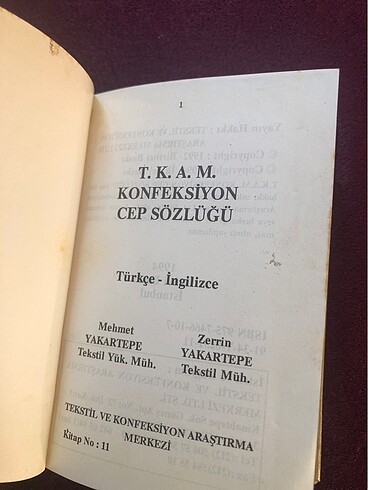 1
T. K. A. M.
KONFEKSİYON
CEP SÖZLÜĞÜ
Türkçe - İngilizce
Mehmet
YAKARTEPE
Tekstil Yük. Müh.
Zerrin
YAKARTEPE
Tekstil Müh.
TEKSTİL VE KONFEKSİYON ARAŞTIRMA
MERKEZİ
Kitap No : 11